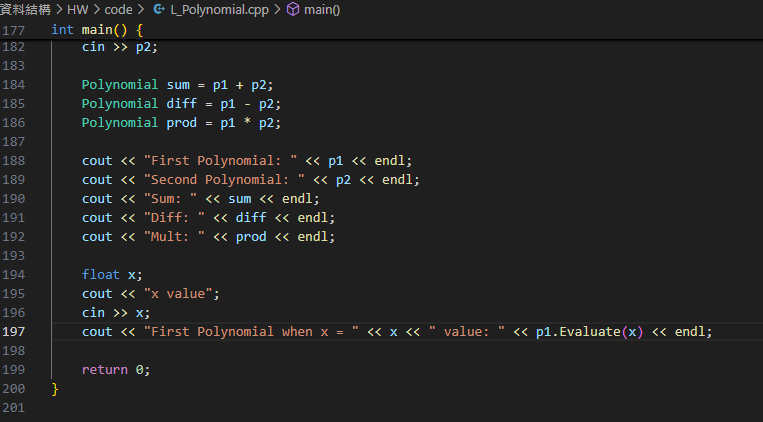 資料結構 > HW > code > L_Polynomial.cpp > main()
177 int main() {
182 cin >> p2;
183
184 Polynomial sum = p1 + p2;
185 Polynomial diff = p1 - p2;
186 Polynomial prod = p1 * p2;
187
188 cout << "First Polynomial: " << p1 << endl;
189 cout << "Second Polynomial: " << p2 << endl;
190 cout << "Sum: " << sum << endl;
191 cout << "Diff: " << diff << endl;
192 cout << "Mult: " << prod << endl;
193
194 float x;
195 cout << "x value";
196 cin >> x;
197 cout << "First Polynomial when x = " << x << " value: " << p1.Evaluate(x) << endl;
198
199 return 0;
200 }
201